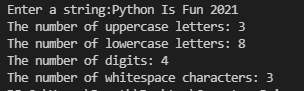 Enter a string:Python Is Fun 2021
The number of uppercase letters: 3
The number of lowercase letters: 8
The number of digits: 4
The number of whitespace characters: 3